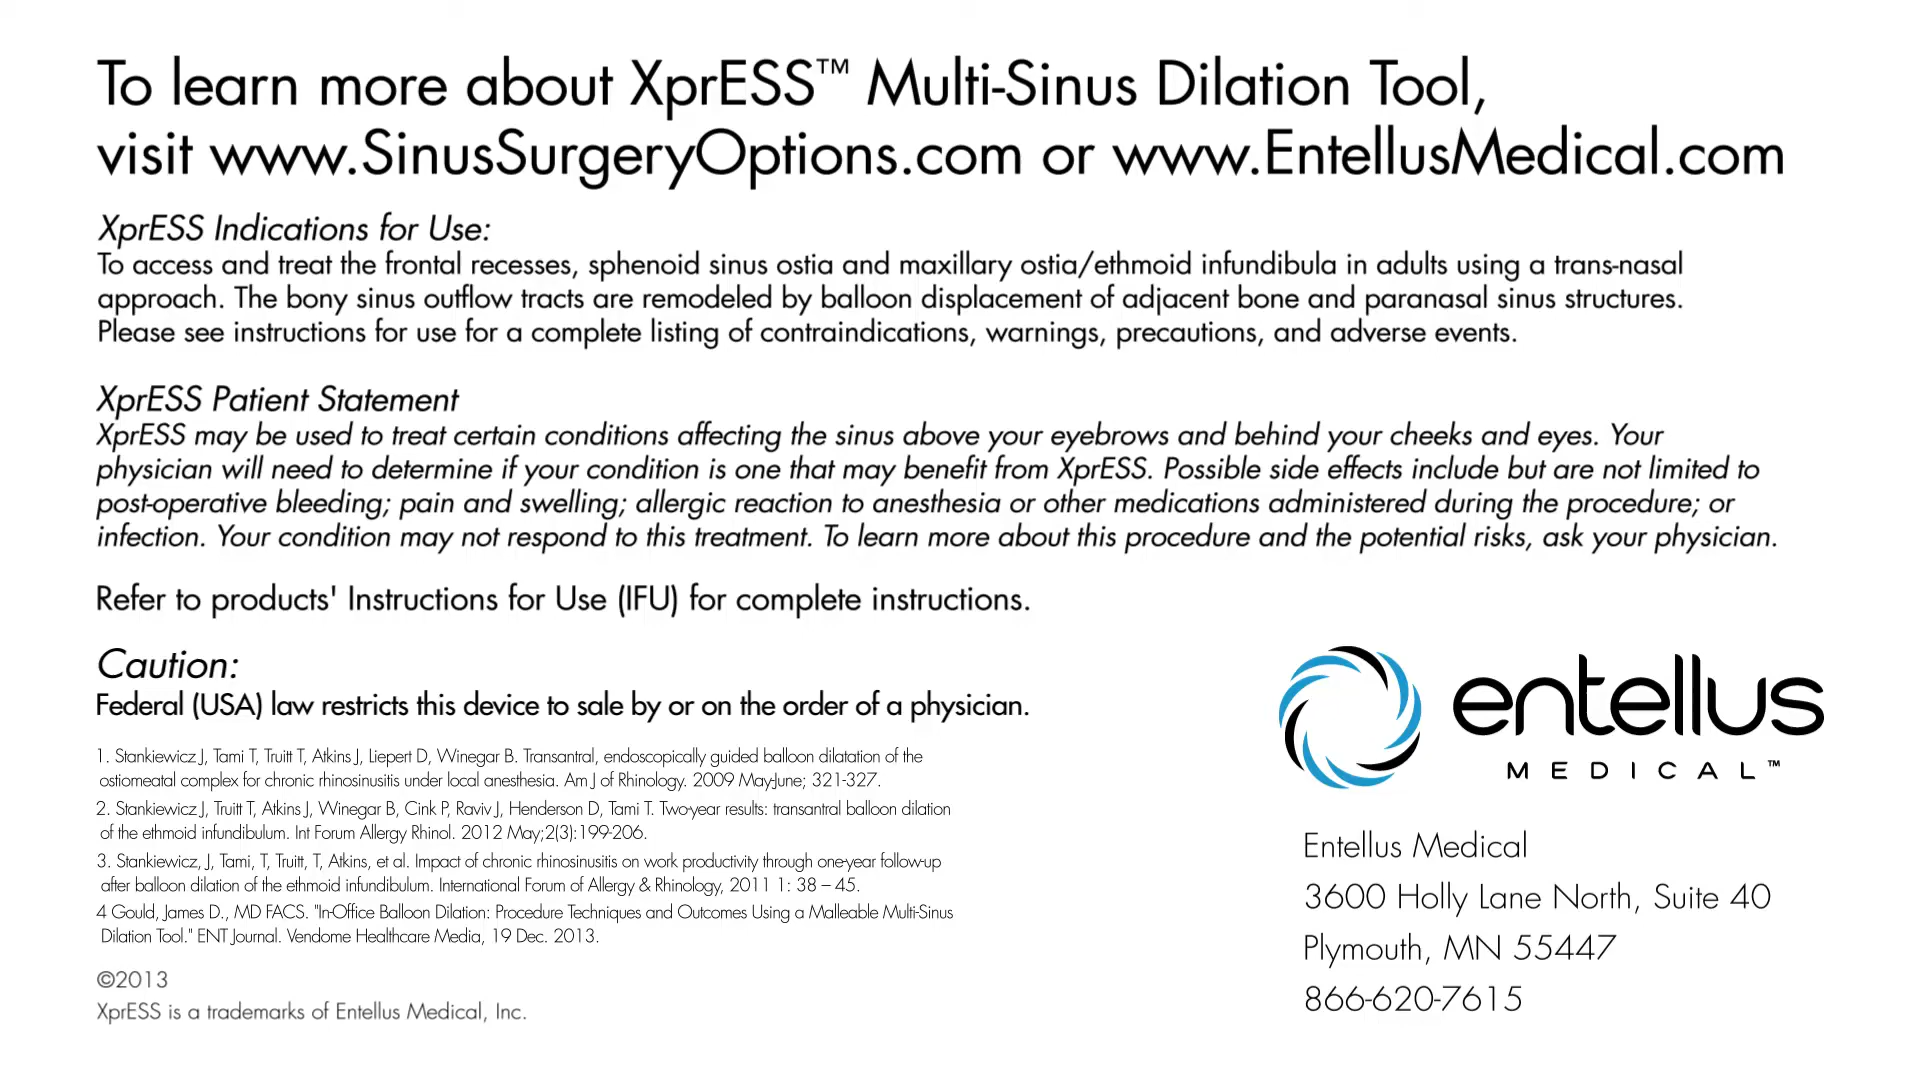 To learn more about XprESS™ Multi-Sinus Dilation Tool,
visit www.SinusSurgeryOptions.com or www.EntellusMedical.com
XprESS Indications for Use:
To access and treat the frontal recesses, sphenoid sinus ostia and maxillary ostia/ethmoid infundibula in adults using a trans-nasal
approach. The bony sinus outflow tracts are remodeled by balloon displacement of adjacent bone and paranasal sinus structures.
Please see instructions for use for a complete listing of contraindications, warnings, precautions, and adverse events.
XprESS Patient Statement
XprESS may be used to treat certain conditions affecting the sinus above your eyebrows and behind your cheeks and eyes. Your
physician will need to determine if your condition is one that may benefit from XprESS. Possible side effects include but are not limited to
post-operative bleeding; pain and swelling; allergic reaction to anesthesia or other medications administered during the procedure; or
infection. Your condition may not respond to this treatment. To learn more about this procedure and the potential risks, ask your physician.
Refer to products' Instructions for Use (IFU) for complete instructions.
Caution:
Federal (USA) law restricts this device to sale by or on the order of a physician.
1. Stankiewicz J, Tami T, Truitt T, Atkins J, Liepert D, Winegar B. Transantral, endoscopically guided balloon dilatation of the
ostiomeatal complex for chronic rhinosinusitis under local anesthesia. Am J of Rhinology. 2009 May-June; 321-327.
2. Stankiewicz J, Truitt T, Atkins J, Winegar B, Cink P, Raviv J, Henderson D, Tami T. Two-year results: transantral balloon dilation
of the ethmoid infundibulum. Int Forum Allergy Rhinol. 2012 May;2(3):199-206.
3. Stankiewicz, J, Tami, T, Truitt, T, Atkins, et al. Impact of chronic rhinosinusitis on work productivity through one-year follow-up
after balloon dilation of the ethmoid infundibulum. International Forum of Allergy & Rhinology, 2011 1: 38 – 45.
4 Gould, James D., MD FACS. "In-Office Balloon Dilation: Procedure Techniques and Outcomes Using a Malleable Multi-Sinus
Dilation Tool." ENT Journal. Vendome Healthcare Media, 19 Dec. 2013.
©2013
XprESS is a trademarks of Entellus Medical, Inc.
entellus
MEDICAL™
Entellus Medical
3600 Holly Lane North, Suite 40
Plymouth, MN 55447
866-620-7615